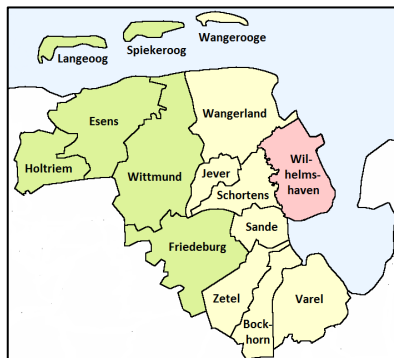 Wangerooge
Spiekeroog
Langeoog
Wangerland
Esens
Wil-
helms-
haven
Holtriem
Wittmund
Jever
Schortens
Sande
Friedeburg
Zetel
Varel
Bock-
horn